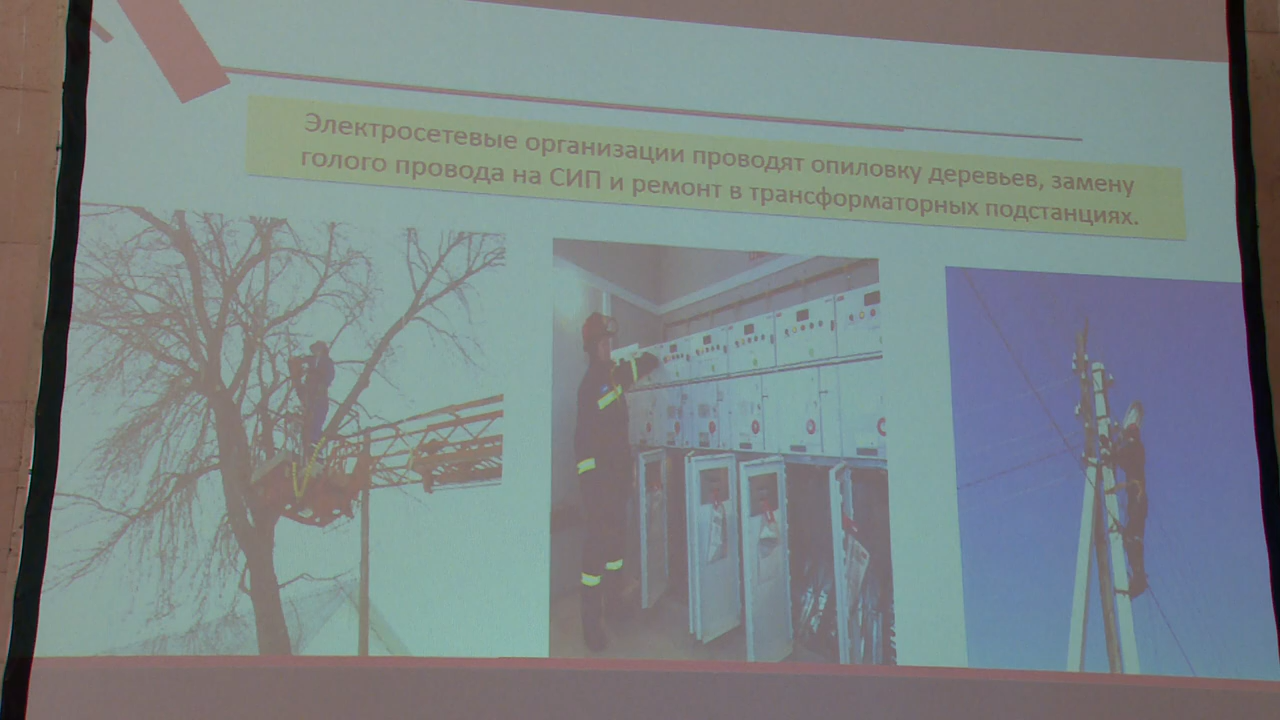 Электросетевые организации проводят опиловку деревьев, замену
голого провода на СИП и ремонт в трансформаторных подстанциях.